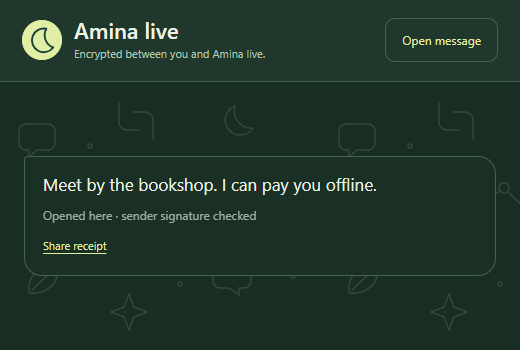 Amina live
Encrypted between you and Amina live.
Open message
Meet by the bookshop. I can pay you offline.
Opened here · sender signature checked
Share receipt